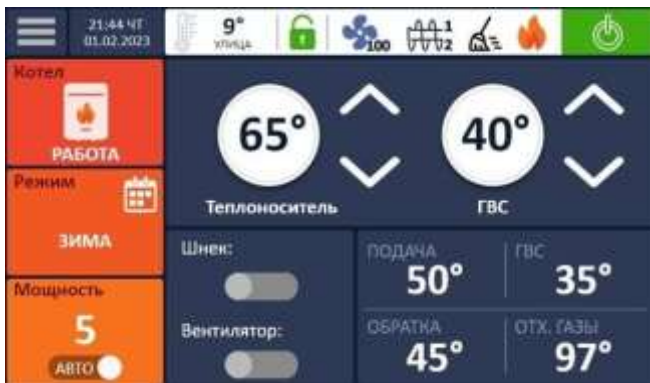 21:44 ЧТ
01.02.2023
9°
УЛИЦА
100
1
2
Котел
РАБОТА
65°
Теплоноситель
40°
ГВС
Режим
ЗИМА
Шнек:
Вентилятор:
ПОДАЧА
50°
ГВС
35°
Мощность
5
АВТО
ОБРАТКА
45°
ОТХ. ГАЗЫ
97°